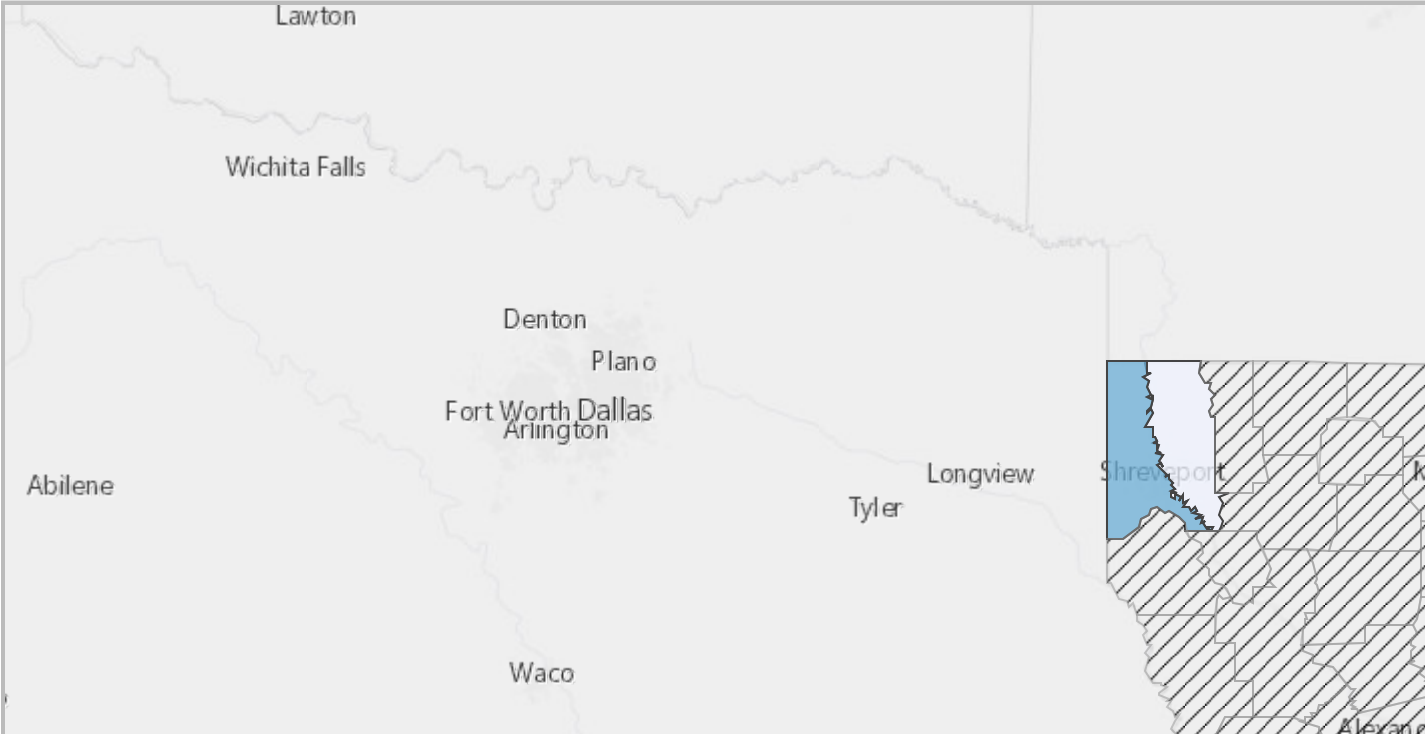 Lawton
Wichita Falls
Denton
Plano
Fort Worth Dallas
Arlington
Longview
Shreveport
Abilene
Tyler
Waco